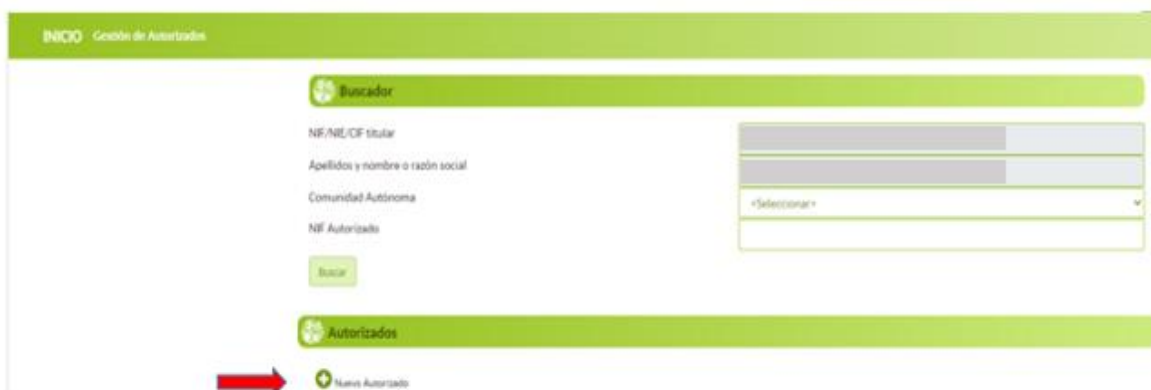 INICIO Gestión de Autorizados
Buscador
NIF/NIE/CIF titular
Apellidos y nombre o razón social
Comunidad Autónoma
<Seleccionar>
NIF Autorizado
Buscar
Autorizados
Nuevo Autorizado